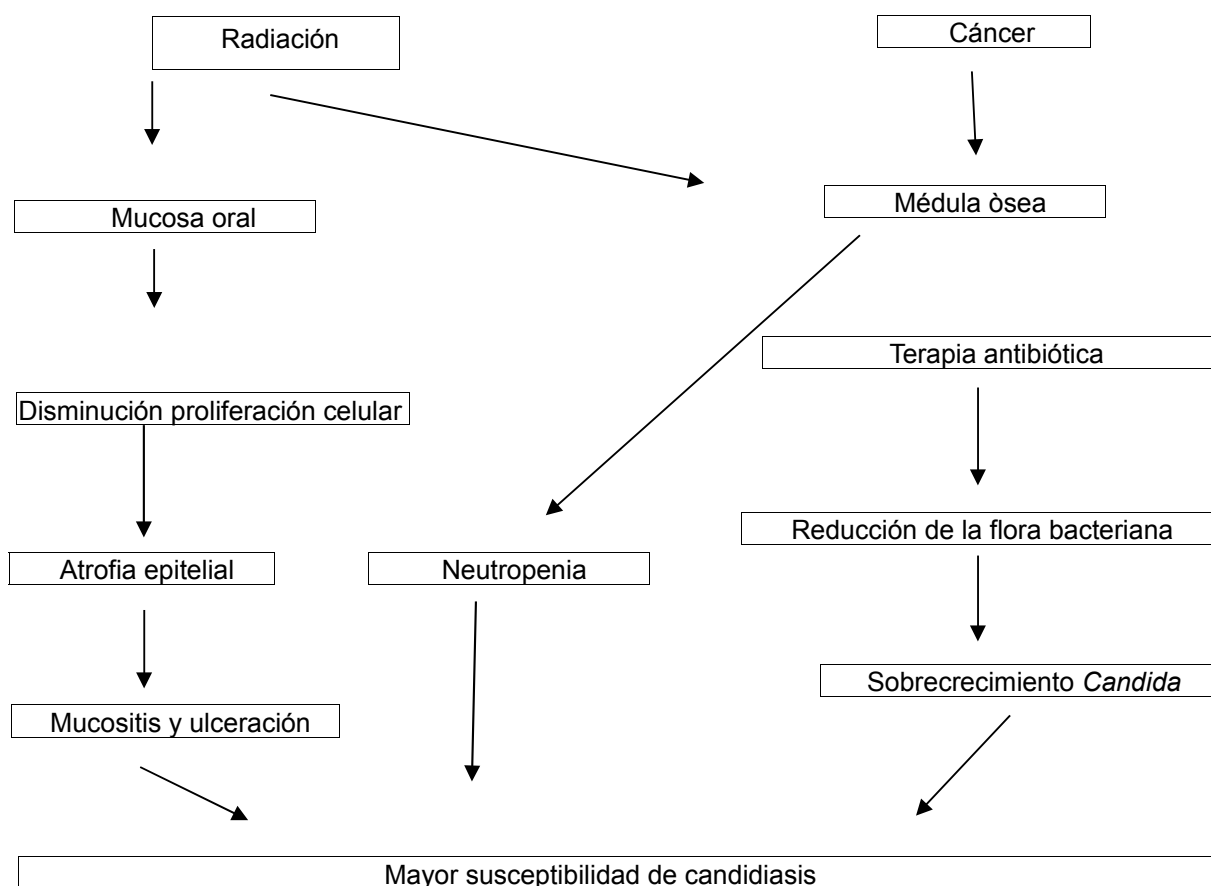 Radiación
Cáncer
Mucosa oral
Médula òsea
Terapia antibiótica
Disminución proliferación celular
Reducción de la flora bacteriana
Atrofia epitelial
Neutropenia
Sobrecrecimiento Candida
Mucositis y ulceración
Mayor susceptibilidad de candidiasis